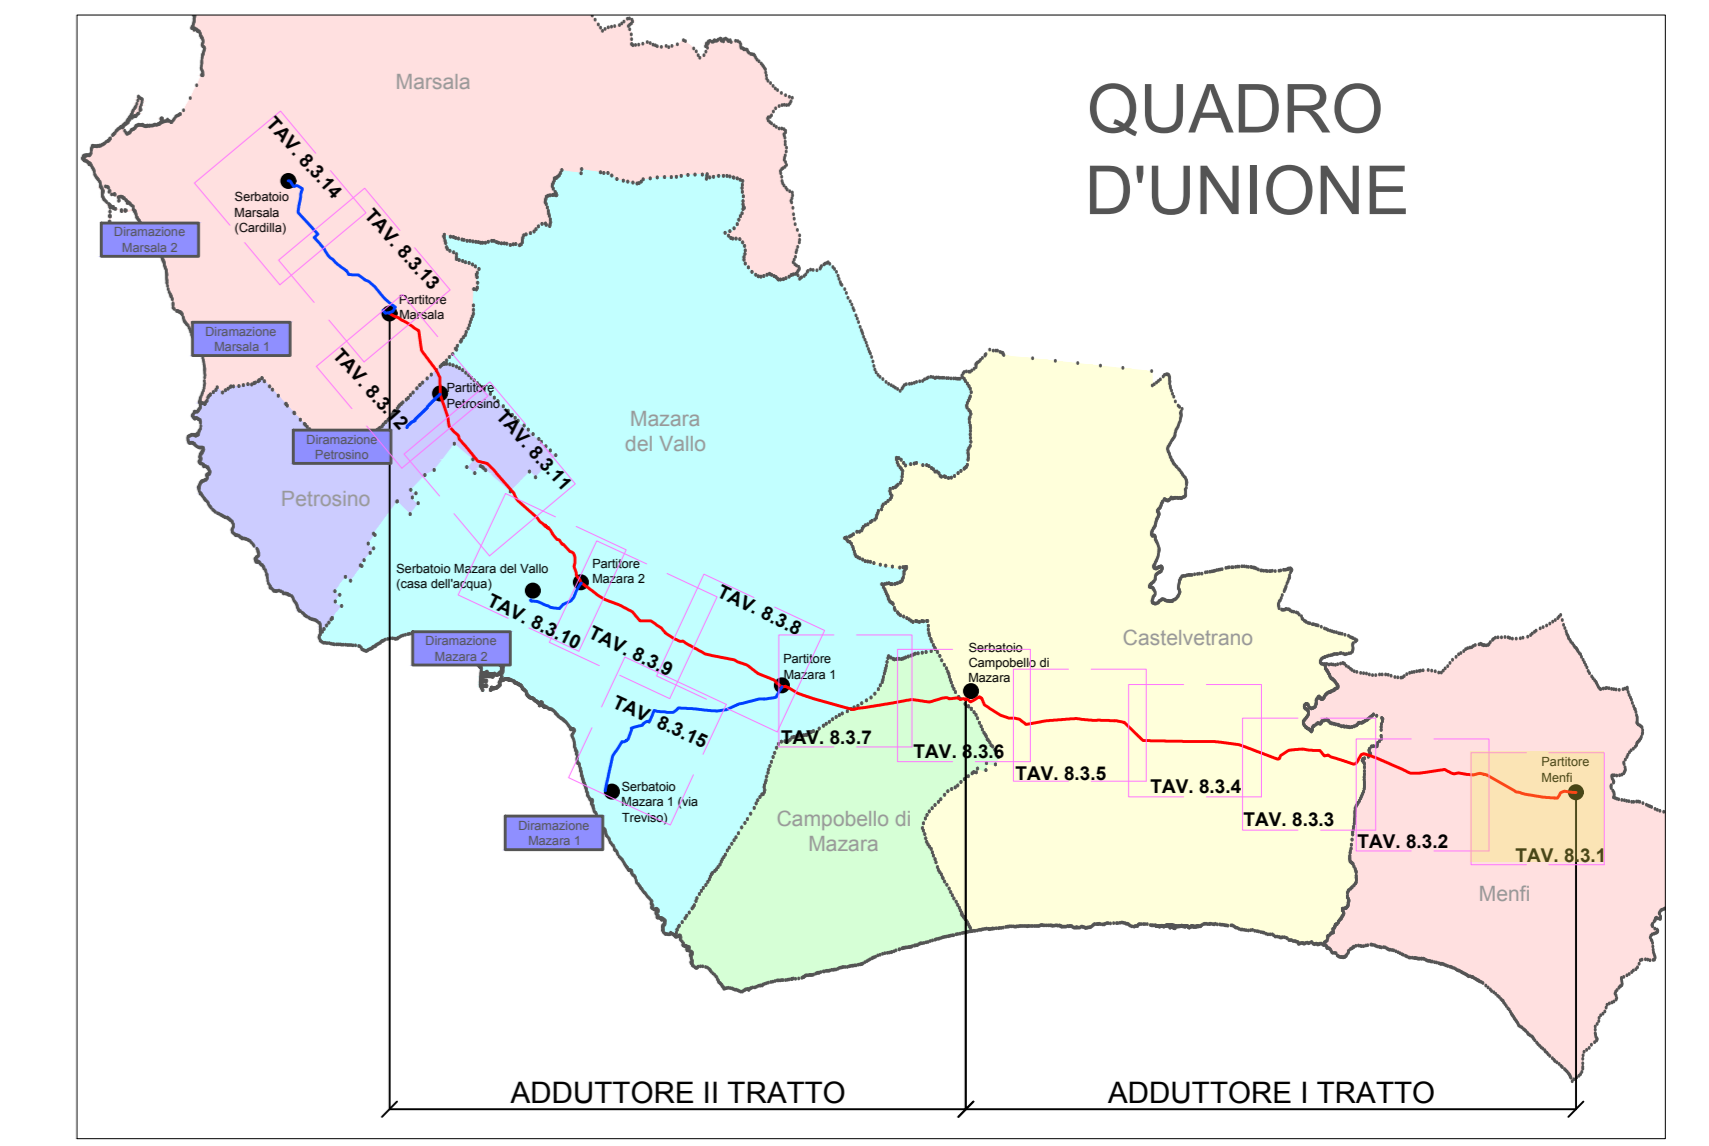 QUADRO
D'UNIONE
Marsala
TAV. 8.3.14
Serbatoio
Marsala
(Cardilla)
Diramazione
Marsala 2
TAV. 8.3.13
Partitore
Marsala
Diramazione
Marsala 1
TAV. 8.3.12
Partitore
Petrosino
Diramazione
Petrosino
TAV. 8.3.11
Mazara
del Vallo
Petrosino
Serbatoio Mazara del Vallo
(casa dell'acqua)
Partitore
Mazara 2
TAV. 8.3.10
TAV. 8.3.9
TAV. 8.3.8
Diramazione
Mazara 2
Partitore
Mazara 1
TAV. 8.3.15
Serbatoio
Mazara 1 (via
Treviso)
Diramazione
Mazara 1
TAV. 8.3.7
Campobello di
Mazara
Serbatoio
Campobello di
Mazara
TAV. 8.3.6
Castelvetrano
TAV. 8.3.5
TAV. 8.3.4
TAV. 8.3.3
TAV. 8.3.2
Partitore
Menfi
TAV. 8.3.1
Menfi
ADDUTTORE II TRATTO
ADDUTTORE I TRATTO